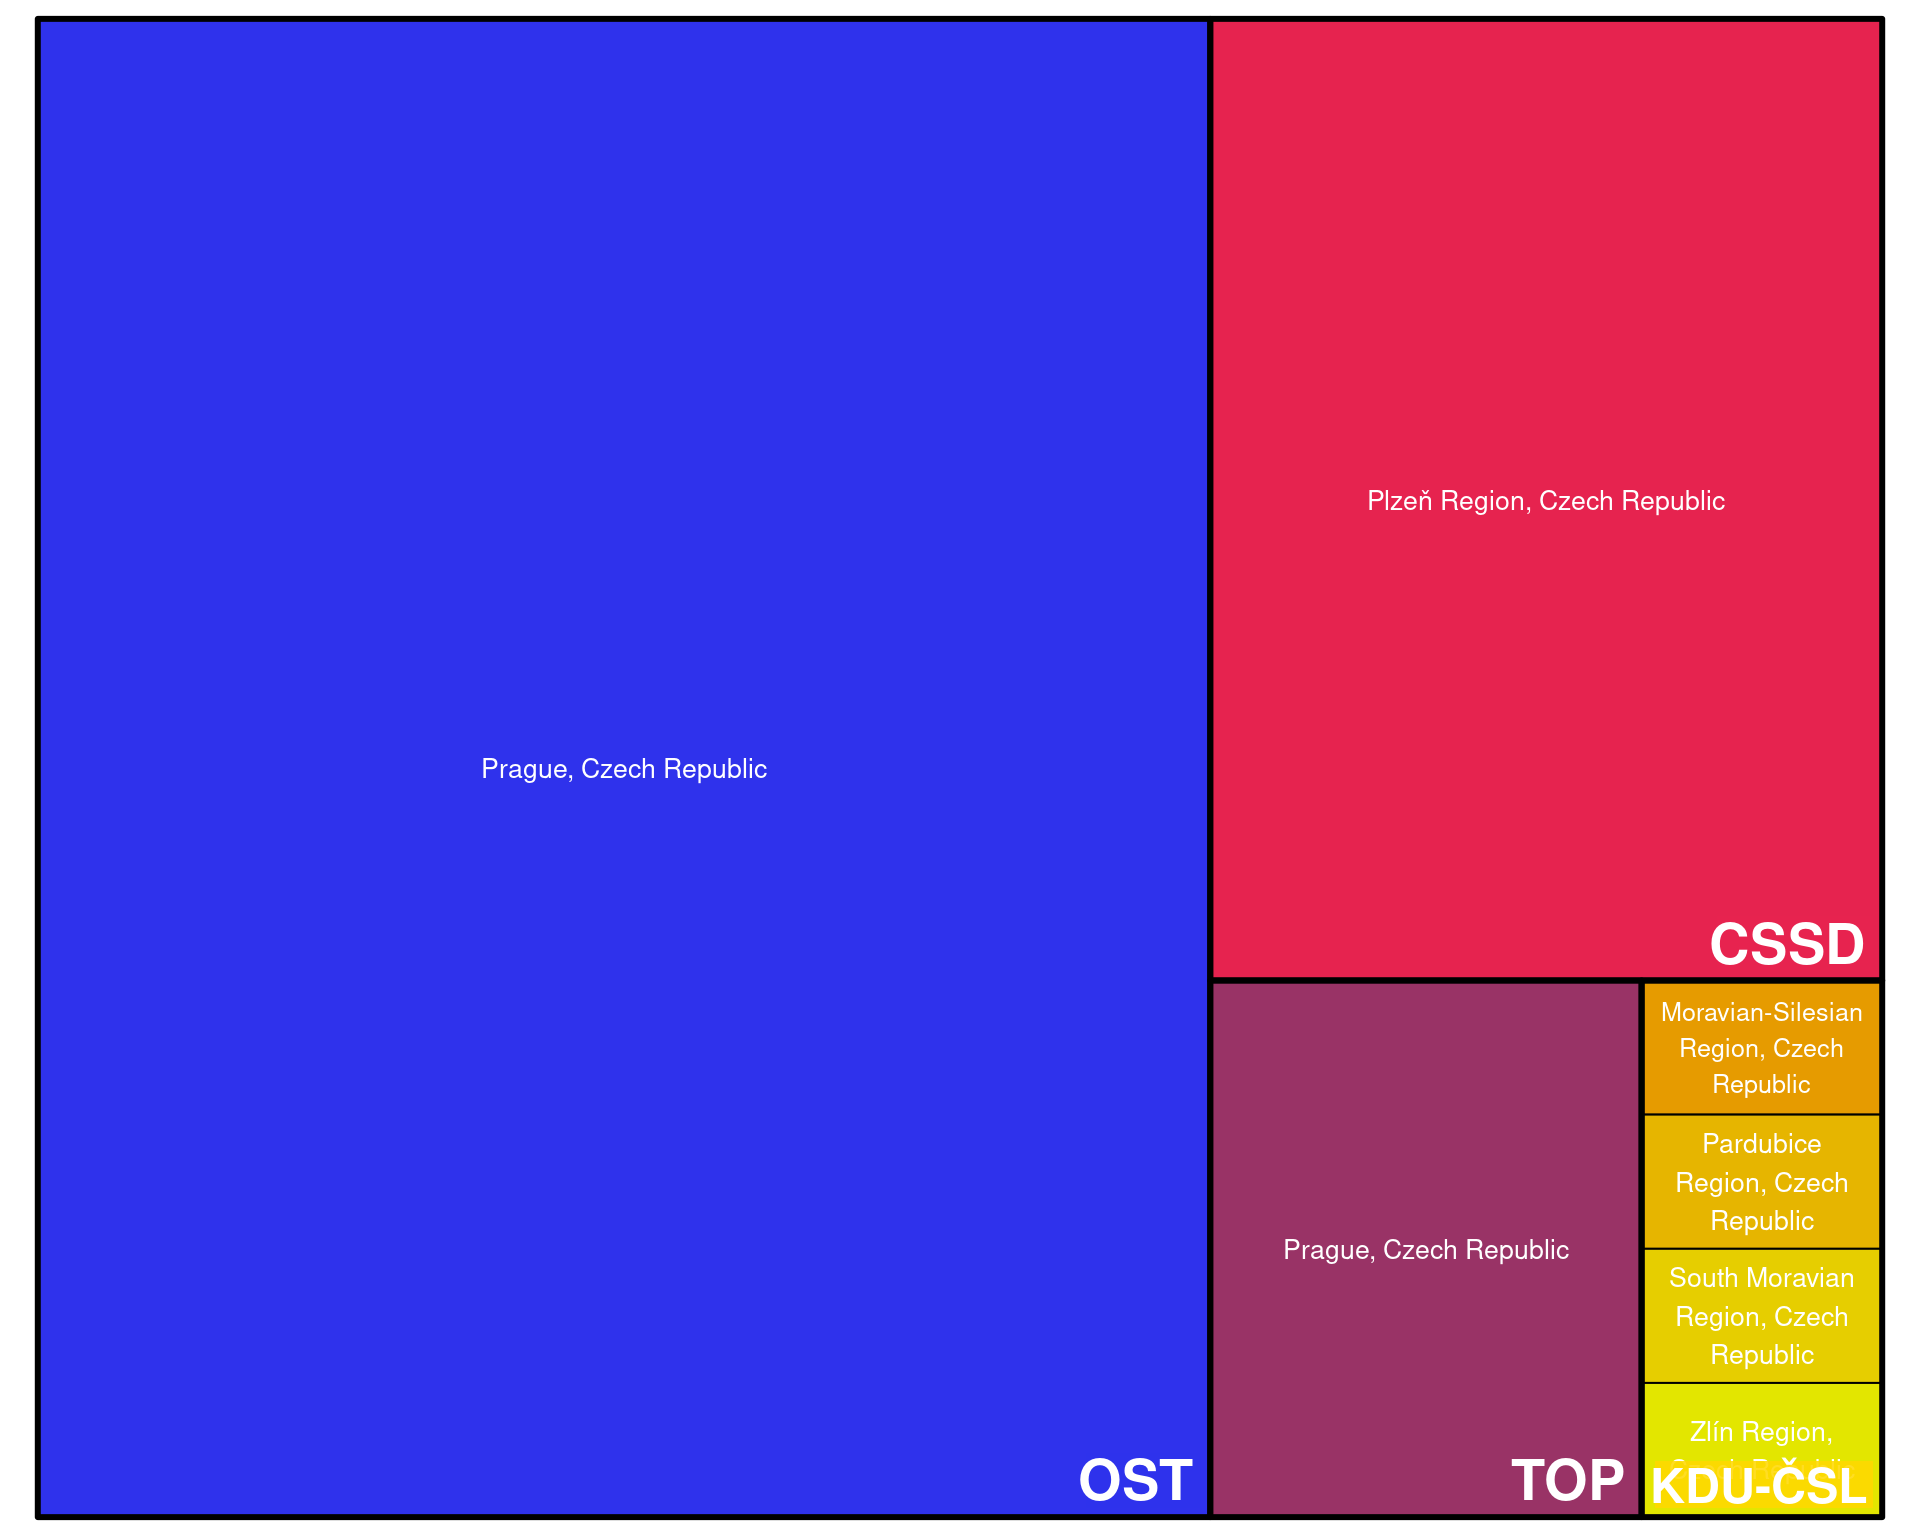 Prague, Czech Republic
OST
Plzeň Region, Czech Republic
CSSD
Prague, Czech Republic
TOP
Moravian-Silesian
Region, Czech
Republic
Pardubice
Region, Czech
Republic
South Moravian
Region, Czech
Republic
Zlín Region,
KDU-ČSL